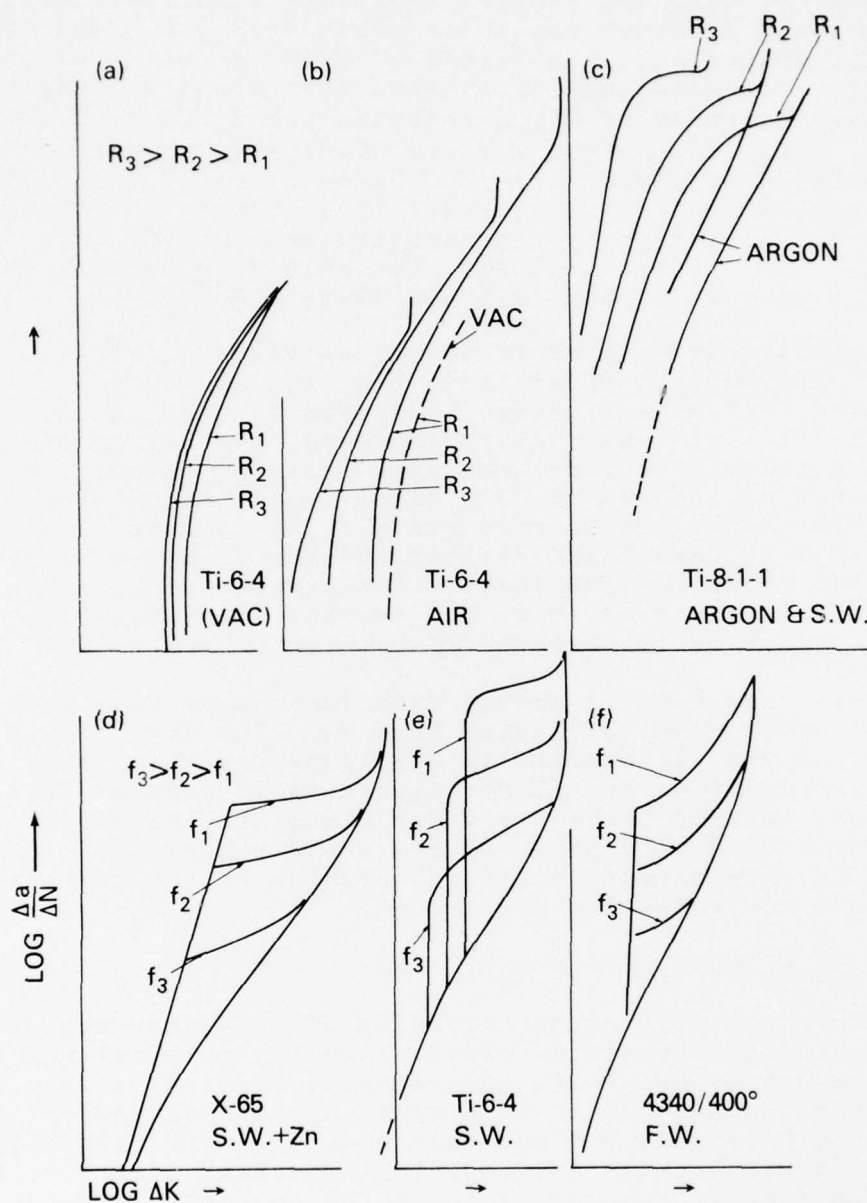 (a)
R3 > R2 > R1
R1
R2
R3
Ti-6-4
(VAC)
(b)
VAC
R1
R2
R3
Ti-6-4
AIR
(c)
R3
R2
R1
ARGON
Ti-8-1-1
ARGON & S.W.
(d)
f3>f2>f1
f1
f2
f3
X-65
S.W.+Zn
(e)
f1
f2
f3
Ti-6-4
S.W.
(f)
f1
f2
f3
4340/400°
F.W.
LOG Δa/ΔN →
LOG ΔK →
→
→